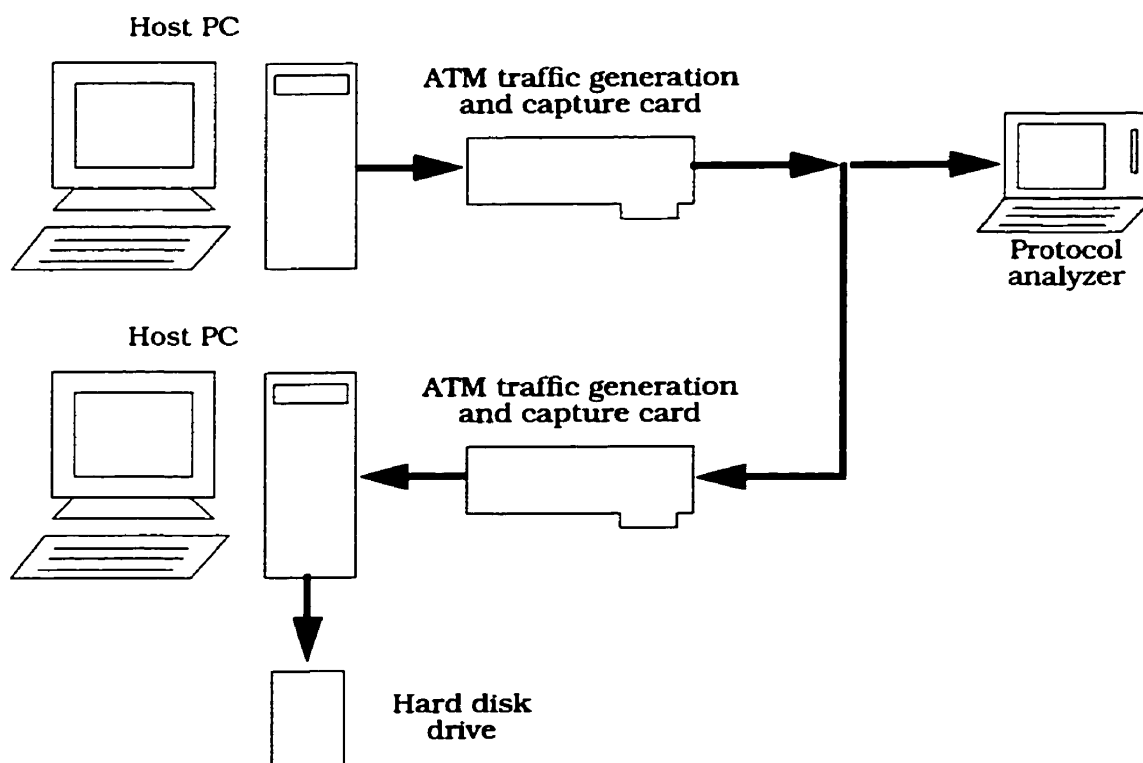 Host PC
ATM traffic generation
and capture card
Protocol
analyzer
Host PC
ATM traffic generation
and capture card
Hard disk
drive